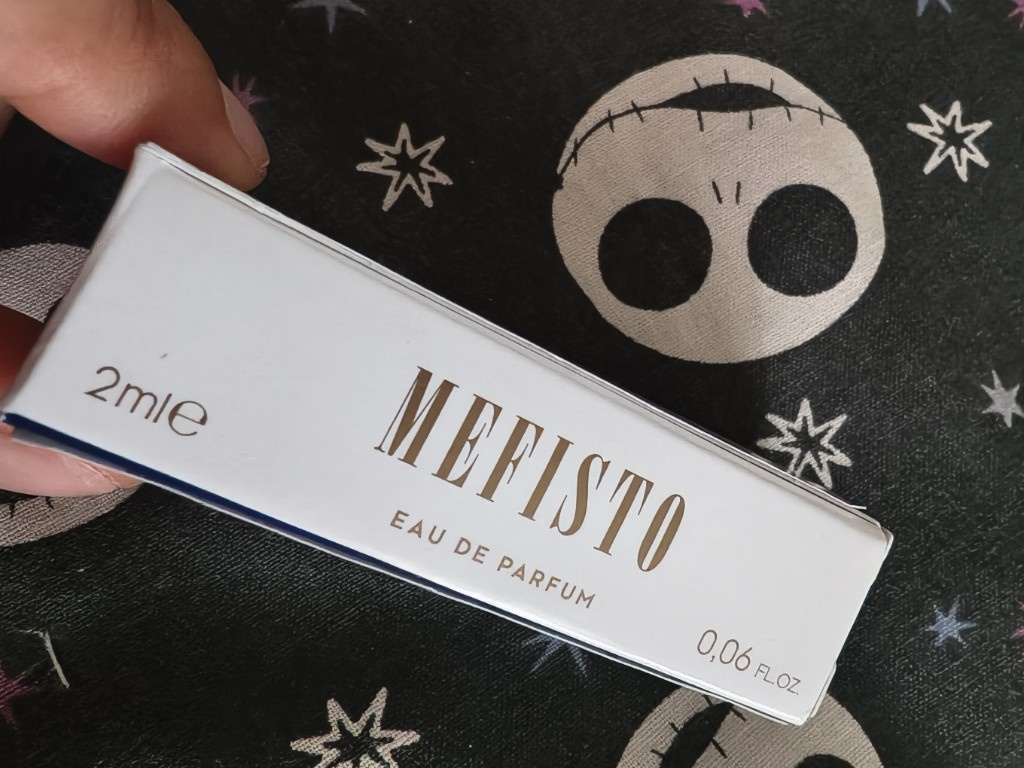 2ml℮
MEFISTO
EAU DE PARFUM
0,06 FL.OZ.